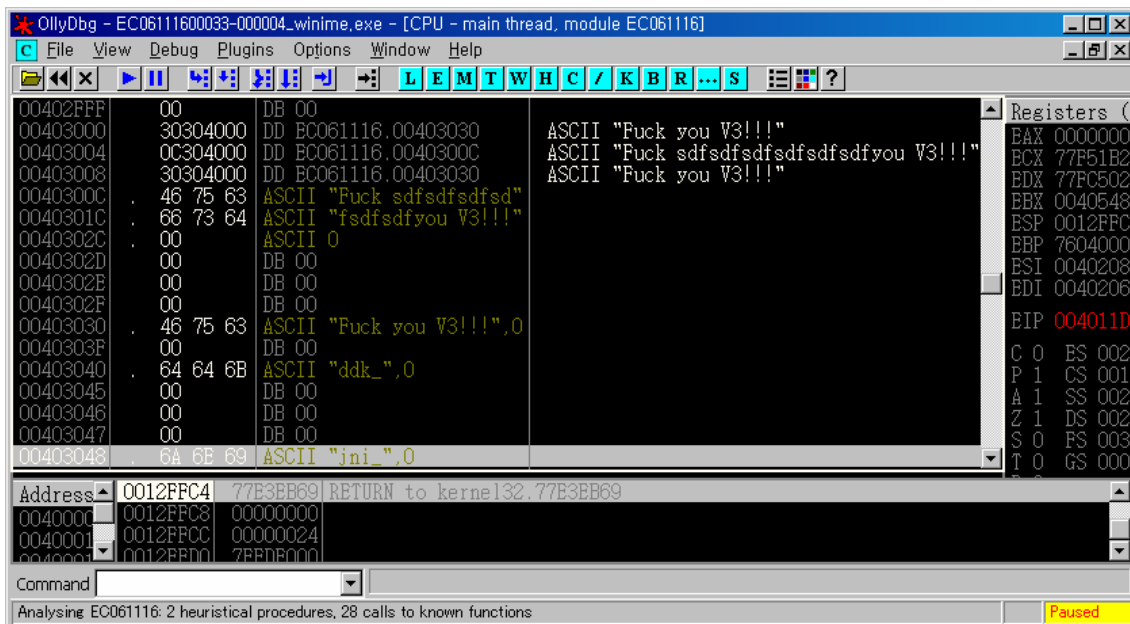 OllyDbg - EC06111600033-000004_winime.exe - [CPU - main thread, module EC061116]
C File View Debug Plugins Options Window Help
L E M T W H C / K B R ... S ?
00402FFF 00 DB 00
00403000 30304000 DD EC061116.00403030 ASCII "Fuck you V3!!!"
00403004 0C304000 DD EC061116.0040300C ASCII "Fuck sdfsdfsdfsdfsdfsdfyou V3!!!"
00403008 30304000 DD EC061116.00403030 ASCII "Fuck you V3!!!"
0040300C . 46 75 63 ASCII "Fuck sdfsdfsdfsd"
0040301C . 66 73 64 ASCII "fsdfsdfyou V3!!!"
0040302C . 00 ASCII 0
0040302D 00 DB 00
0040302E 00 DB 00
0040302F 00 DB 00
00403030 . 46 75 63 ASCII "Fuck you V3!!!",0
0040303F 00 DB 00
00403040 . 64 64 6B ASCII "ddk_",0
00403045 00 DB 00
00403046 00 DB 00
00403047 00 DB 00
00403048 . 6A 6E 69 ASCII "jni_",0
Registers (
EAX 0000000
ECX 77F51B2
EDX 77FC502
EBX 0040548
ESP 0012FFC
EBP 7604000
ESI 0040208
EDI 0040206
EIP 004011D
C 0 ES 002
P 1 CS 001
A 1 SS 002
Z 1 DS 002
S 0 FS 003
T 0 GS 000
Address
0040000
0040001
0012FFC4 77E3EB69 RETURN to kernel32.77E3EB69
0012FFC8 00000000
0012FFCC 00000024
0012FFD0 7FFDF000
Command
Analysing EC061116: 2 heuristical procedures, 28 calls to known functions
Paused